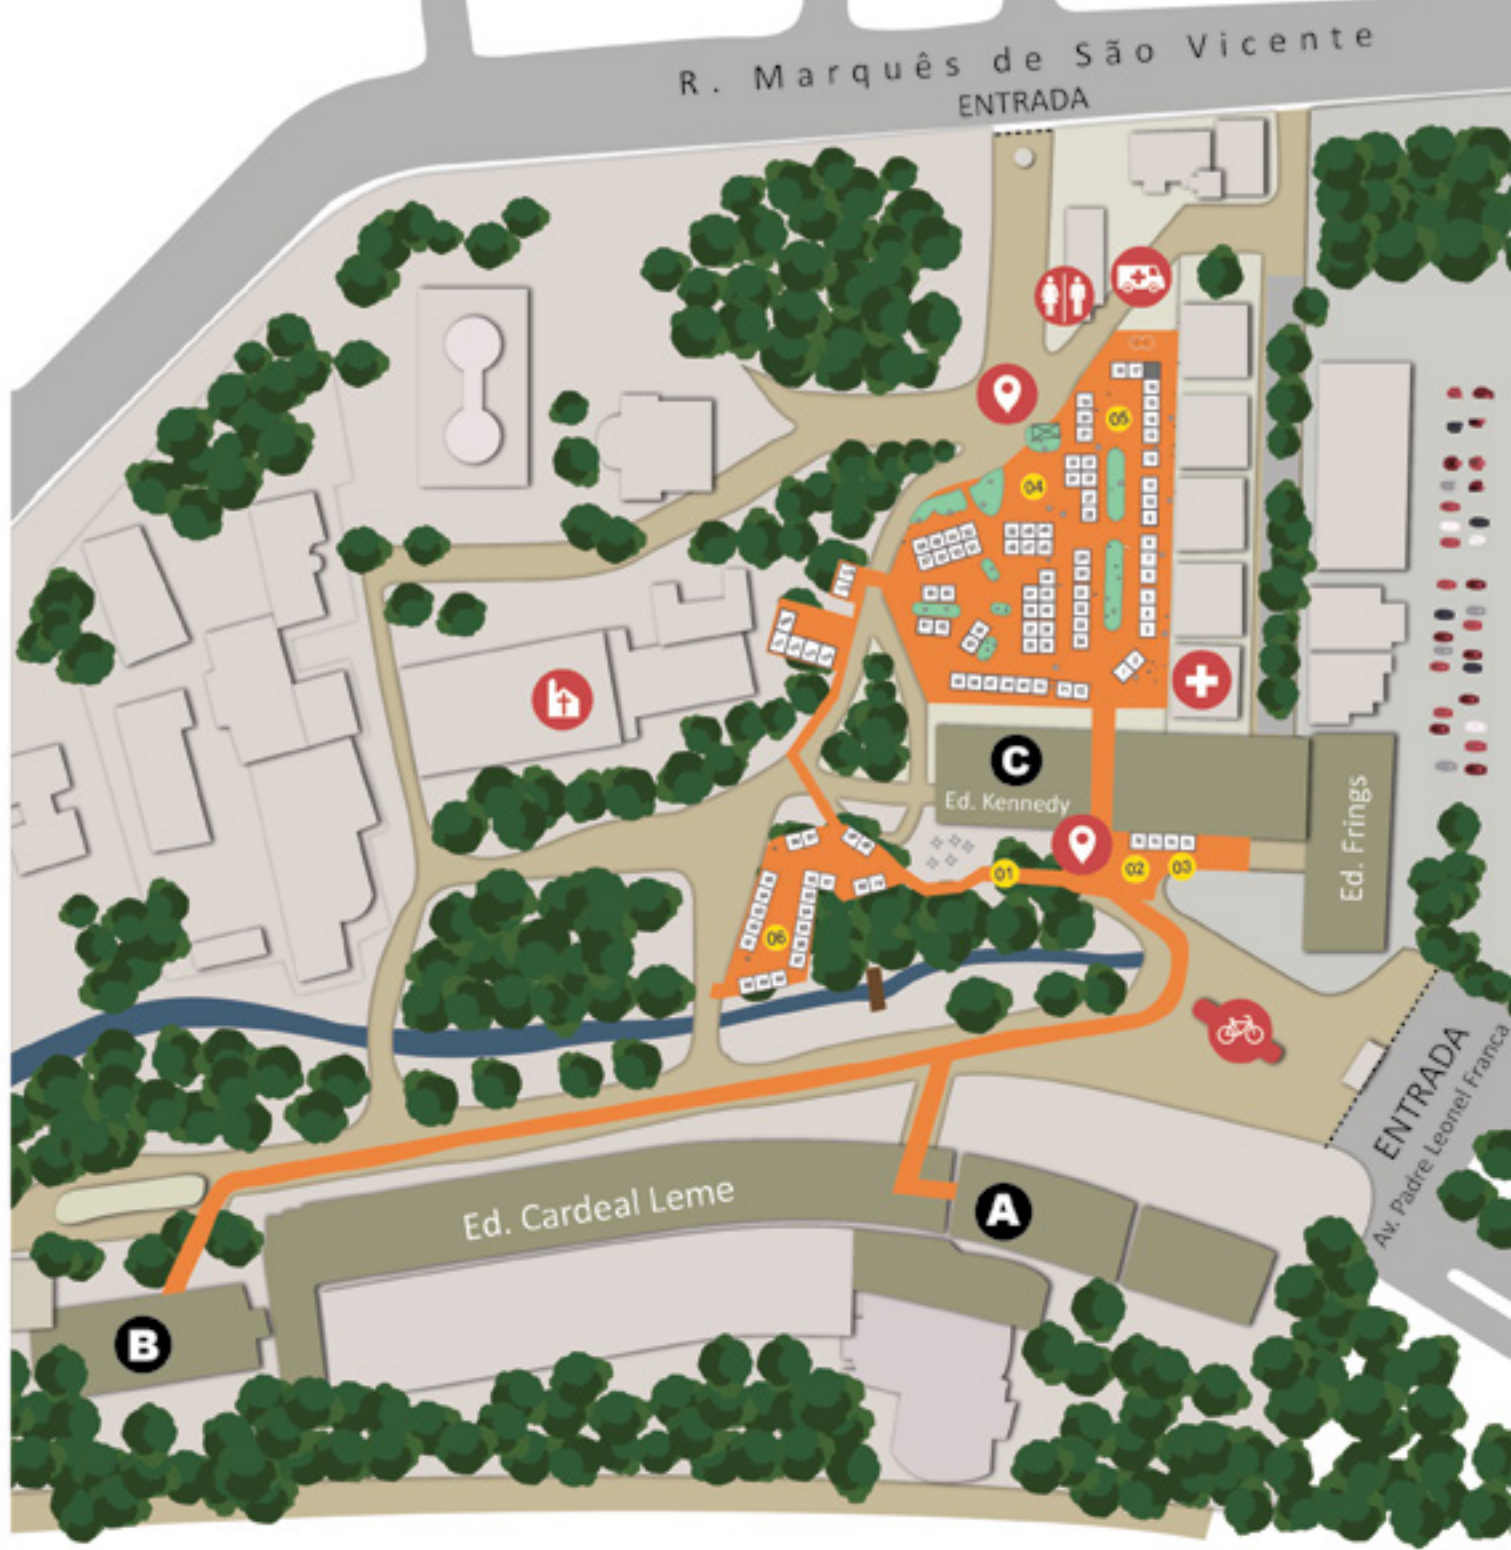 R. Marquês de São Vicente
ENTRADA
05
04
C
Ed. Kennedy
Ed. Frings
01
02
03
06
ENTRADA
Av. Padre Leonel Franca
Ed. Cardeal Leme
A
B